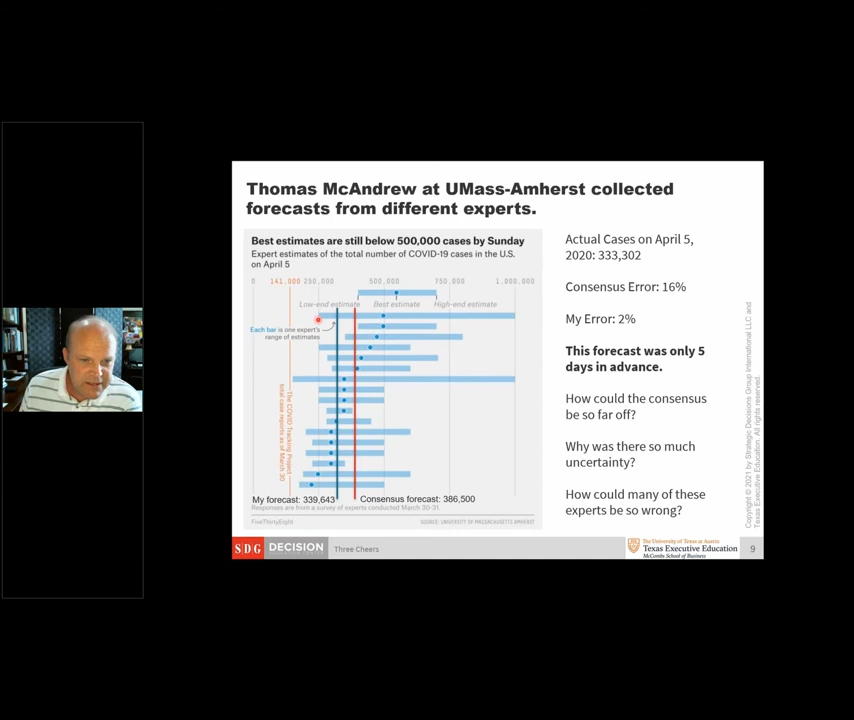 Thomas McAndrew at UMass-Amherst collected
forecasts from different experts.
Best estimates are still below 500,000 cases by Sunday
Expert estimates of the total number of COVID-19 cases in the U.S.
on April 5
0 141,000 250,000 500,000 750,000 1,000,000
Low-end estimate Best estimate High-end estimate
Each bar is one expert's
range of estimates
The COVID Tracking Project
total case reports as of March 30
My forecast: 339,643
Consensus forecast: 386,500
Responses are from a survey of experts conducted March 30-31.
FiveThirtyEight
SOURCE: UNIVERSITY OF MASSACHUSETTS AMHERST
Actual Cases on April 5,
2020: 333,302
Consensus Error: 16%
My Error: 2%
This forecast was only 5
days in advance.
How could the consensus
be so far off?
Why was there so much
uncertainty?
How could many of these
experts be so wrong?
Copyright © 2021 by Strategic Decisions Group International LLC and
Texas Executive Education. All rights reserved.
SDG DECISION
Three Cheers
The University of Texas at Austin
Texas Executive Education
McCombs School of Business
9